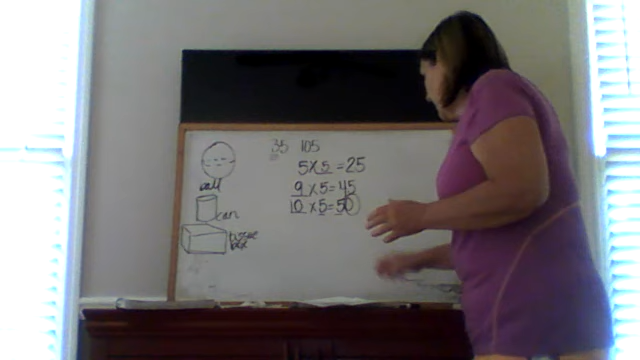 35 105
5 x 5 = 25
9 x 5 = 45
10 x 5 = 50
ball
can
tissue
box